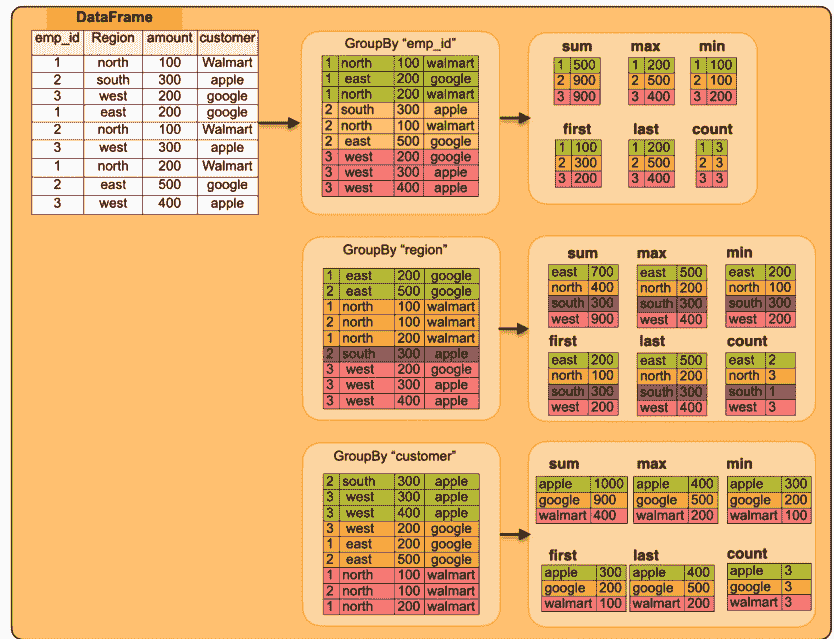 DataFrame
emp_id Region amount customer
1 north 100 Walmart
2 south 300 apple
3 west 200 google
1 east 200 google
2 north 100 Walmart
3 west 300 apple
1 north 200 Walmart
2 east 500 google
3 west 400 apple
GroupBy "emp_id"
1 north 100 walmart
1 east 200 google
1 north 200 walmart
2 south 300 apple
2 north 100 walmart
2 east 500 google
3 west 200 google
3 west 300 apple
3 west 400 apple
sum max min
1 500 1 200 1 100
2 900 2 500 2 100
3 900 3 400 3 200
first last count
1 100 1 200 1 3
2 300 2 500 2 3
3 200 3 400 3 3
GroupBy "region"
1 east 200 google
2 east 500 google
1 north 100 walmart
2 north 100 walmart
1 north 200 walmart
2 south 300 apple
3 west 200 google
3 west 300 apple
3 west 400 apple
sum max min
east 700 east 500 east 200
north 400 north 200 north 100
south 300 south 300 south 300
west 900 west 400 west 200
first last count
east 200 east 500 east 2
north 100 north 200 north 3
south 300 south 300 south 1
west 200 west 400 west 3
GroupBy "customer"
2 south 300 apple
3 west 300 apple
3 west 400 apple
3 west 200 google
1 east 200 google
2 east 500 google
1 north 100 walmart
2 north 100 walmart
1 north 200 walmart
sum max min
apple 1000 apple 400 apple 300
google 900 google 500 google 200
walmart 400 walmart 200 walmart 100
first last count
apple 300 apple 400 apple 3
google 200 google 500 google 3
walmart 100 walmart 200 walmart 3